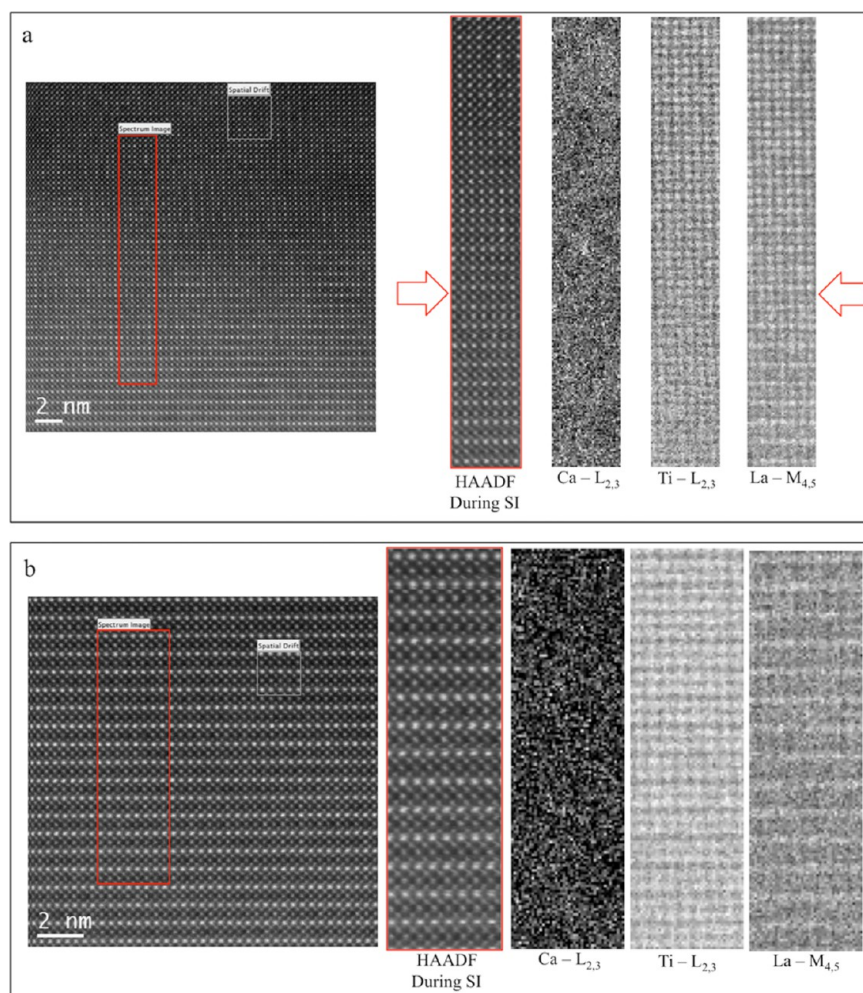 a
Spatial Drift
Spectrum Image
2 nm
HAADF
During SI
Ca – L2,3
Ti – L2,3
La – M4,5
b
Spectrum Image
Spatial Drift
2 nm
HAADF
During SI
Ca – L2,3
Ti – L2,3
La – M4,5